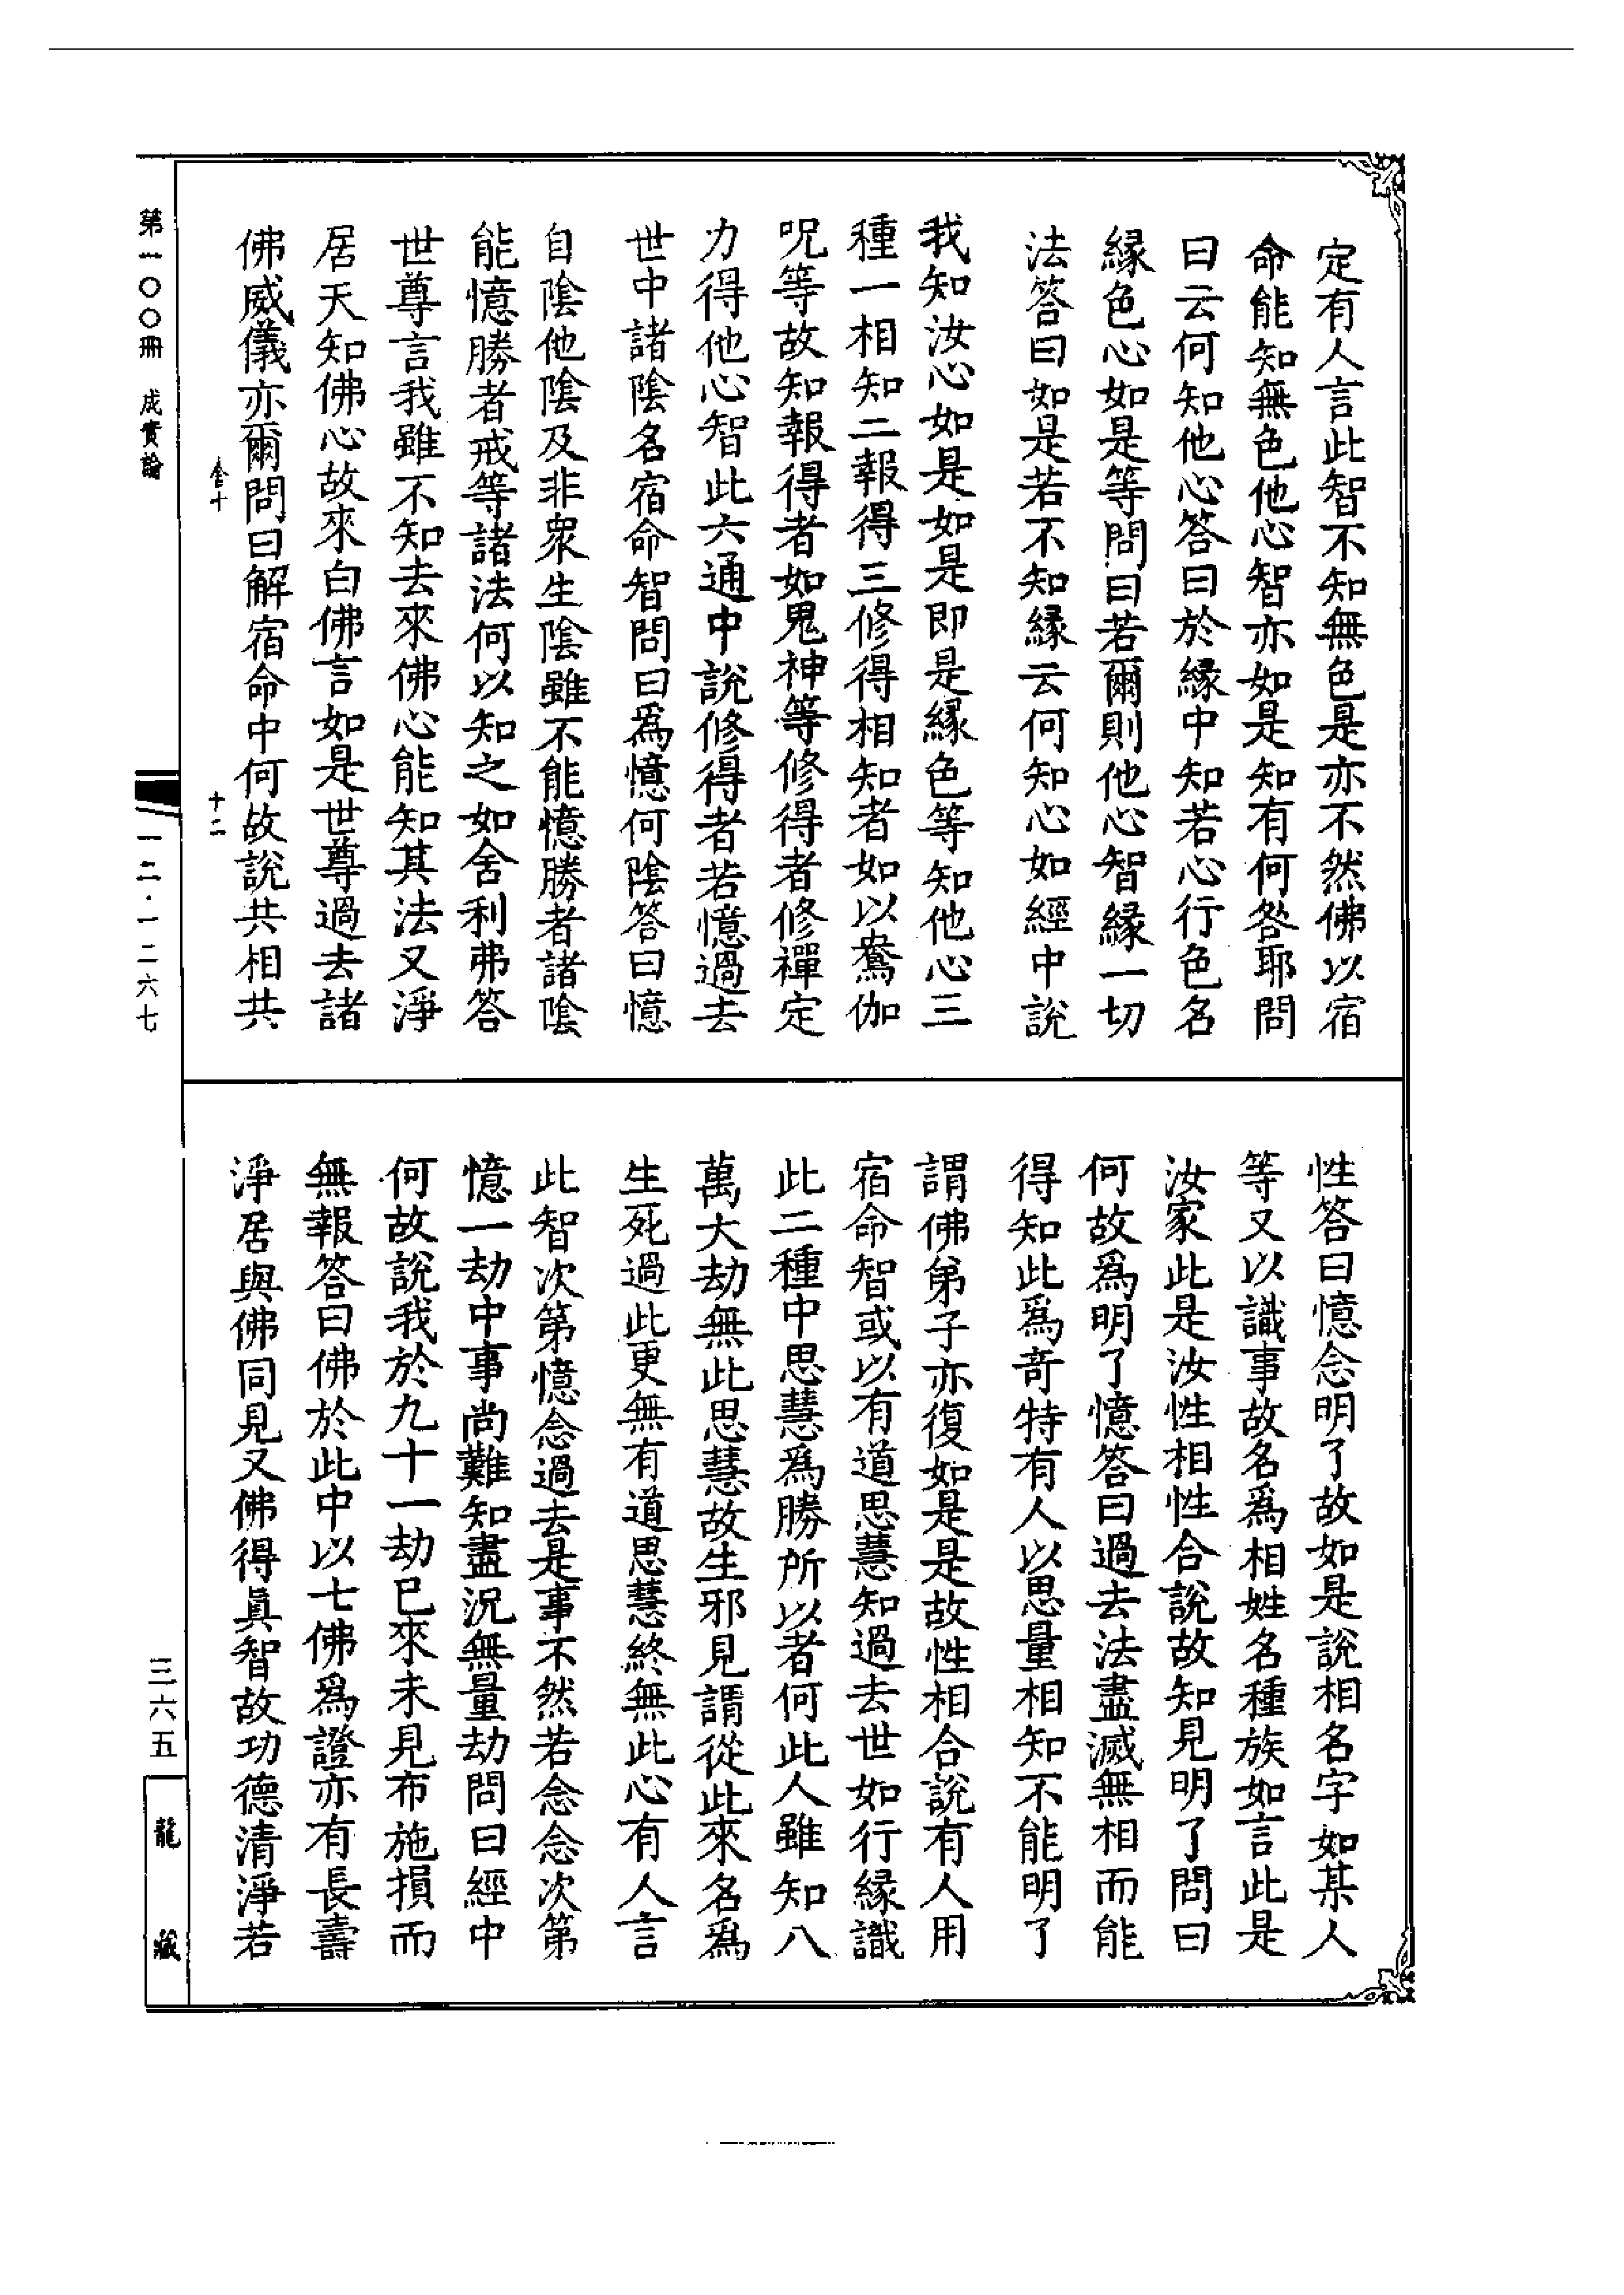 定有人言此智不知無色是亦不然佛以宿
命能知無色他心智亦如是知有何咎耶問
曰云何知他心答曰於緣中知若心行色名
緣色心如是等問曰若爾則他心智緣一切
法答曰如是若不知緣云何知心如經中說
我知汝心如是如是即是緣色等知他心三
種一相知二報得三修得相知者如以鴦伽
呪等故知報得者如鬼神等修得者修禪定
力得他心智此六通中說修得者若憶過去
世中諸陰名宿命智問曰爲憶何陰答曰憶
自陰他陰及非眾生陰雖不能憶勝者諸陰
能憶勝者戒等諸法何以知之如舍利弗答
世尊言我雖不知去來佛心能知其法又淨
居天知佛心故來白佛言如是世尊過去諸
佛威儀亦爾問曰解宿命中何故說共相共
性答曰憶念明了故如是說相名字如某人
等又以識事故名爲相姓名種族如言此是
汝家此是汝性相性合說故知見明了問曰
何故爲明了憶答曰過去法盡滅無相而能
得知此爲奇特有人以思量相知不能明了
謂佛弟子亦復如是是故性相合說有人用
宿命智或以有道思慧知過去世如行緣識
此二種中思慧爲勝所以者何此人雖知八
萬大劫無此思慧故生邪見謂從此來名爲
生死過此更無有道思慧終無此心有人言
此智次第憶念過去是事不然若念念次第
憶一劫中事尚難知盡況無量劫問曰經中
何故說我於九十一劫已來未見布施損而
無報答曰佛於此中以七佛爲證亦有長壽
淨居與佛同見又佛得眞智故功德清淨若
第一〇〇冊 成實論
舍十 十二
一二·一二六七
三六五
龍藏